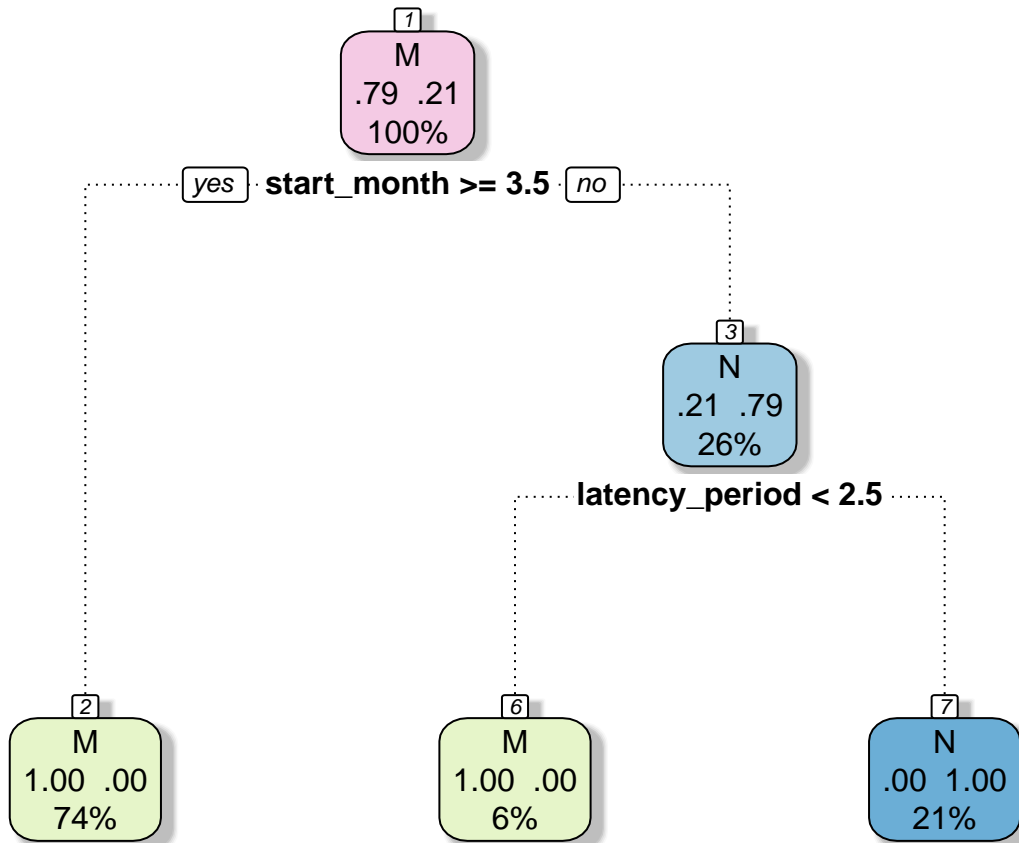 1
M
.79 .21
100%
yes start_month >= 3.5 no
3
N
.21 .79
26%
latency_period < 2.5
2
M
1.00 .00
74%
6
M
1.00 .00
6%
7
N
.00 1.00
21%